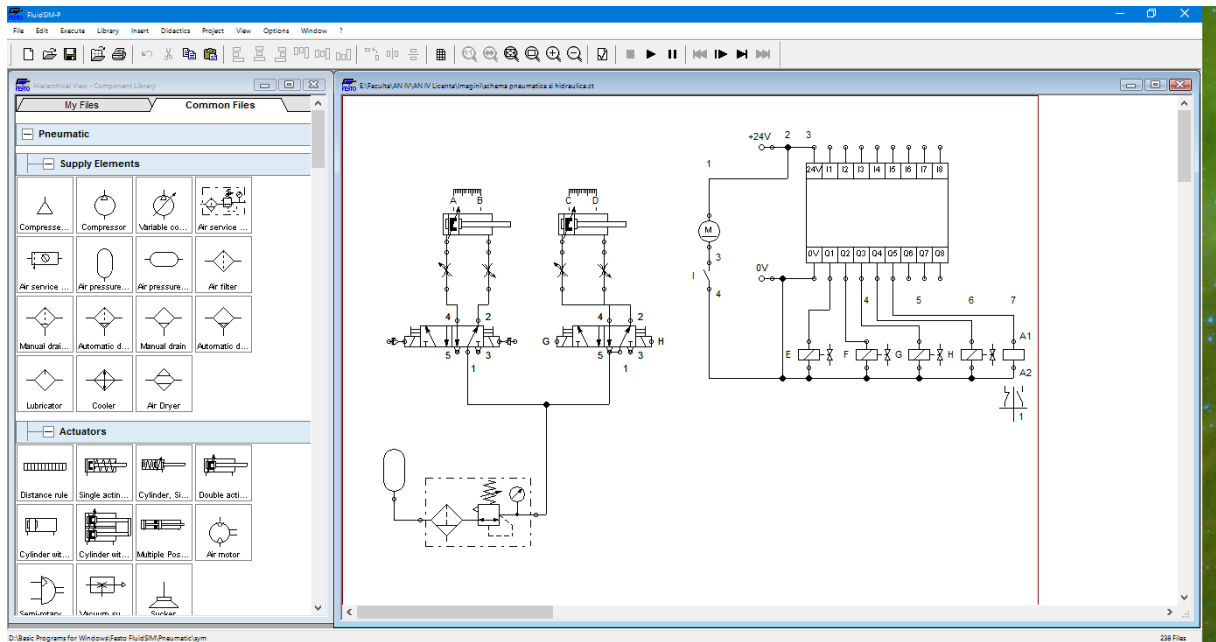 FluidSIM-P
File Edit Execute Library Insert Didactics Project View Options Window ?
Hierarchical View - Component Library
My Files Common Files
Pneumatic
Supply Elements
Compresse... Compressor Variable co... Air service ...
Air service ... Air pressure... Air pressure... Air filter
Manual drai... Automatic d... Manual drain Automatic d...
Lubricator Cooler Air Dryer
Actuators
Distance rule Single actin... Cylinder, Si... Double acti...
Cylinder wit... Cylinder wit... Multiple Pos... Air motor
Semi-rotary Vacuum su Sucker
E:\Faculta\AN IV\AN IV Licenta\Imagini\schema pneumatica si hidraulica.ct
A B
C D
4 2
5 3
1
G H
4 2
5 3
1
+24V 2 3
1
24V I1 I2 I3 I4 I5 I6 I7 I8
M
3
I
4
0V
0V Q1 Q2 Q3 Q4 Q5 Q6 Q7 Q8
4 5 6 7
A1
E F G H
A2
1
D:\Basic Programs for Windows\Festo FluidSIM\Pneumatic\sym
238 Files